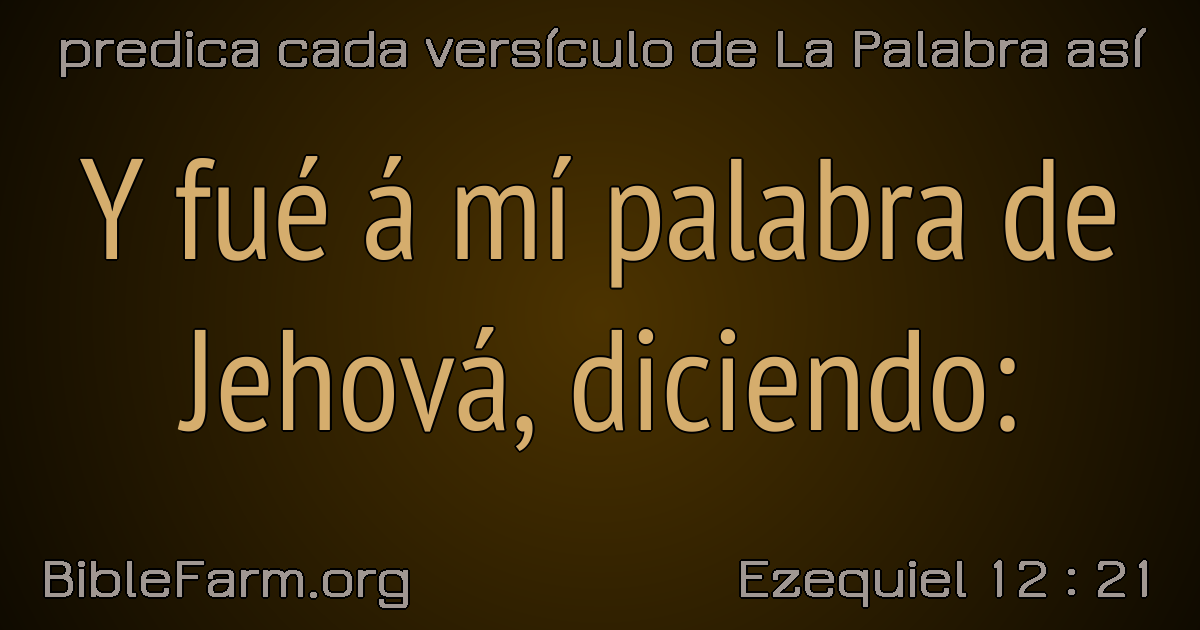 predica cada versículo de La Palabra así
Y fué á mí palabra de
Jehová, diciendo:
BibleFarm.org
Ezequiel 12 : 21